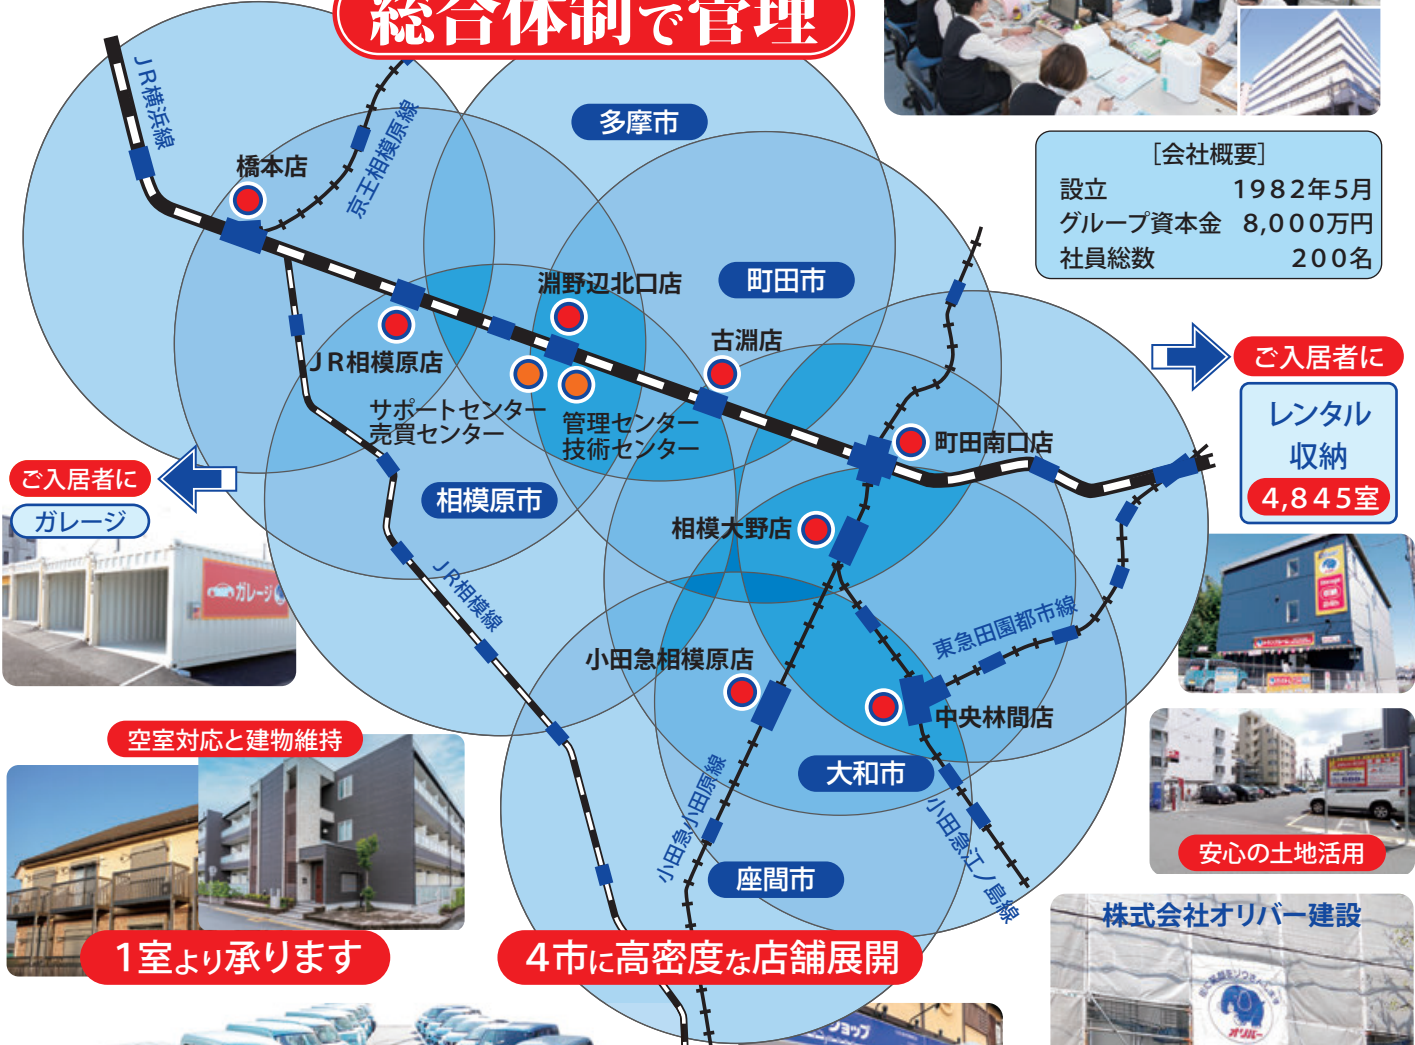 総合体制で管理
JR横浜線
京王相模原線
多摩市
橋本店
[会社概要]
設立 1982年5月
グループ資本金 8,000万円
社員総数 200名
淵野辺北口店
町田市
JR相模原店
古淵店
サポートセンター
売買センター
管理センター
技術センター
町田南口店
ご入居者に
レンタル
収納
4,845室
ご入居者に
ガレージ
ガレージ
相模原市
相模大野店
JR相模線
東急田園都市線
小田急相模原店
中央林間店
空室対応と建物維持
大和市
小田急小田原線
小田急江ノ島線
座間市
安心の土地活用
1室より承ります
4市に高密度な店舗展開
株式会社オリバー建設
オリバー
ショップ